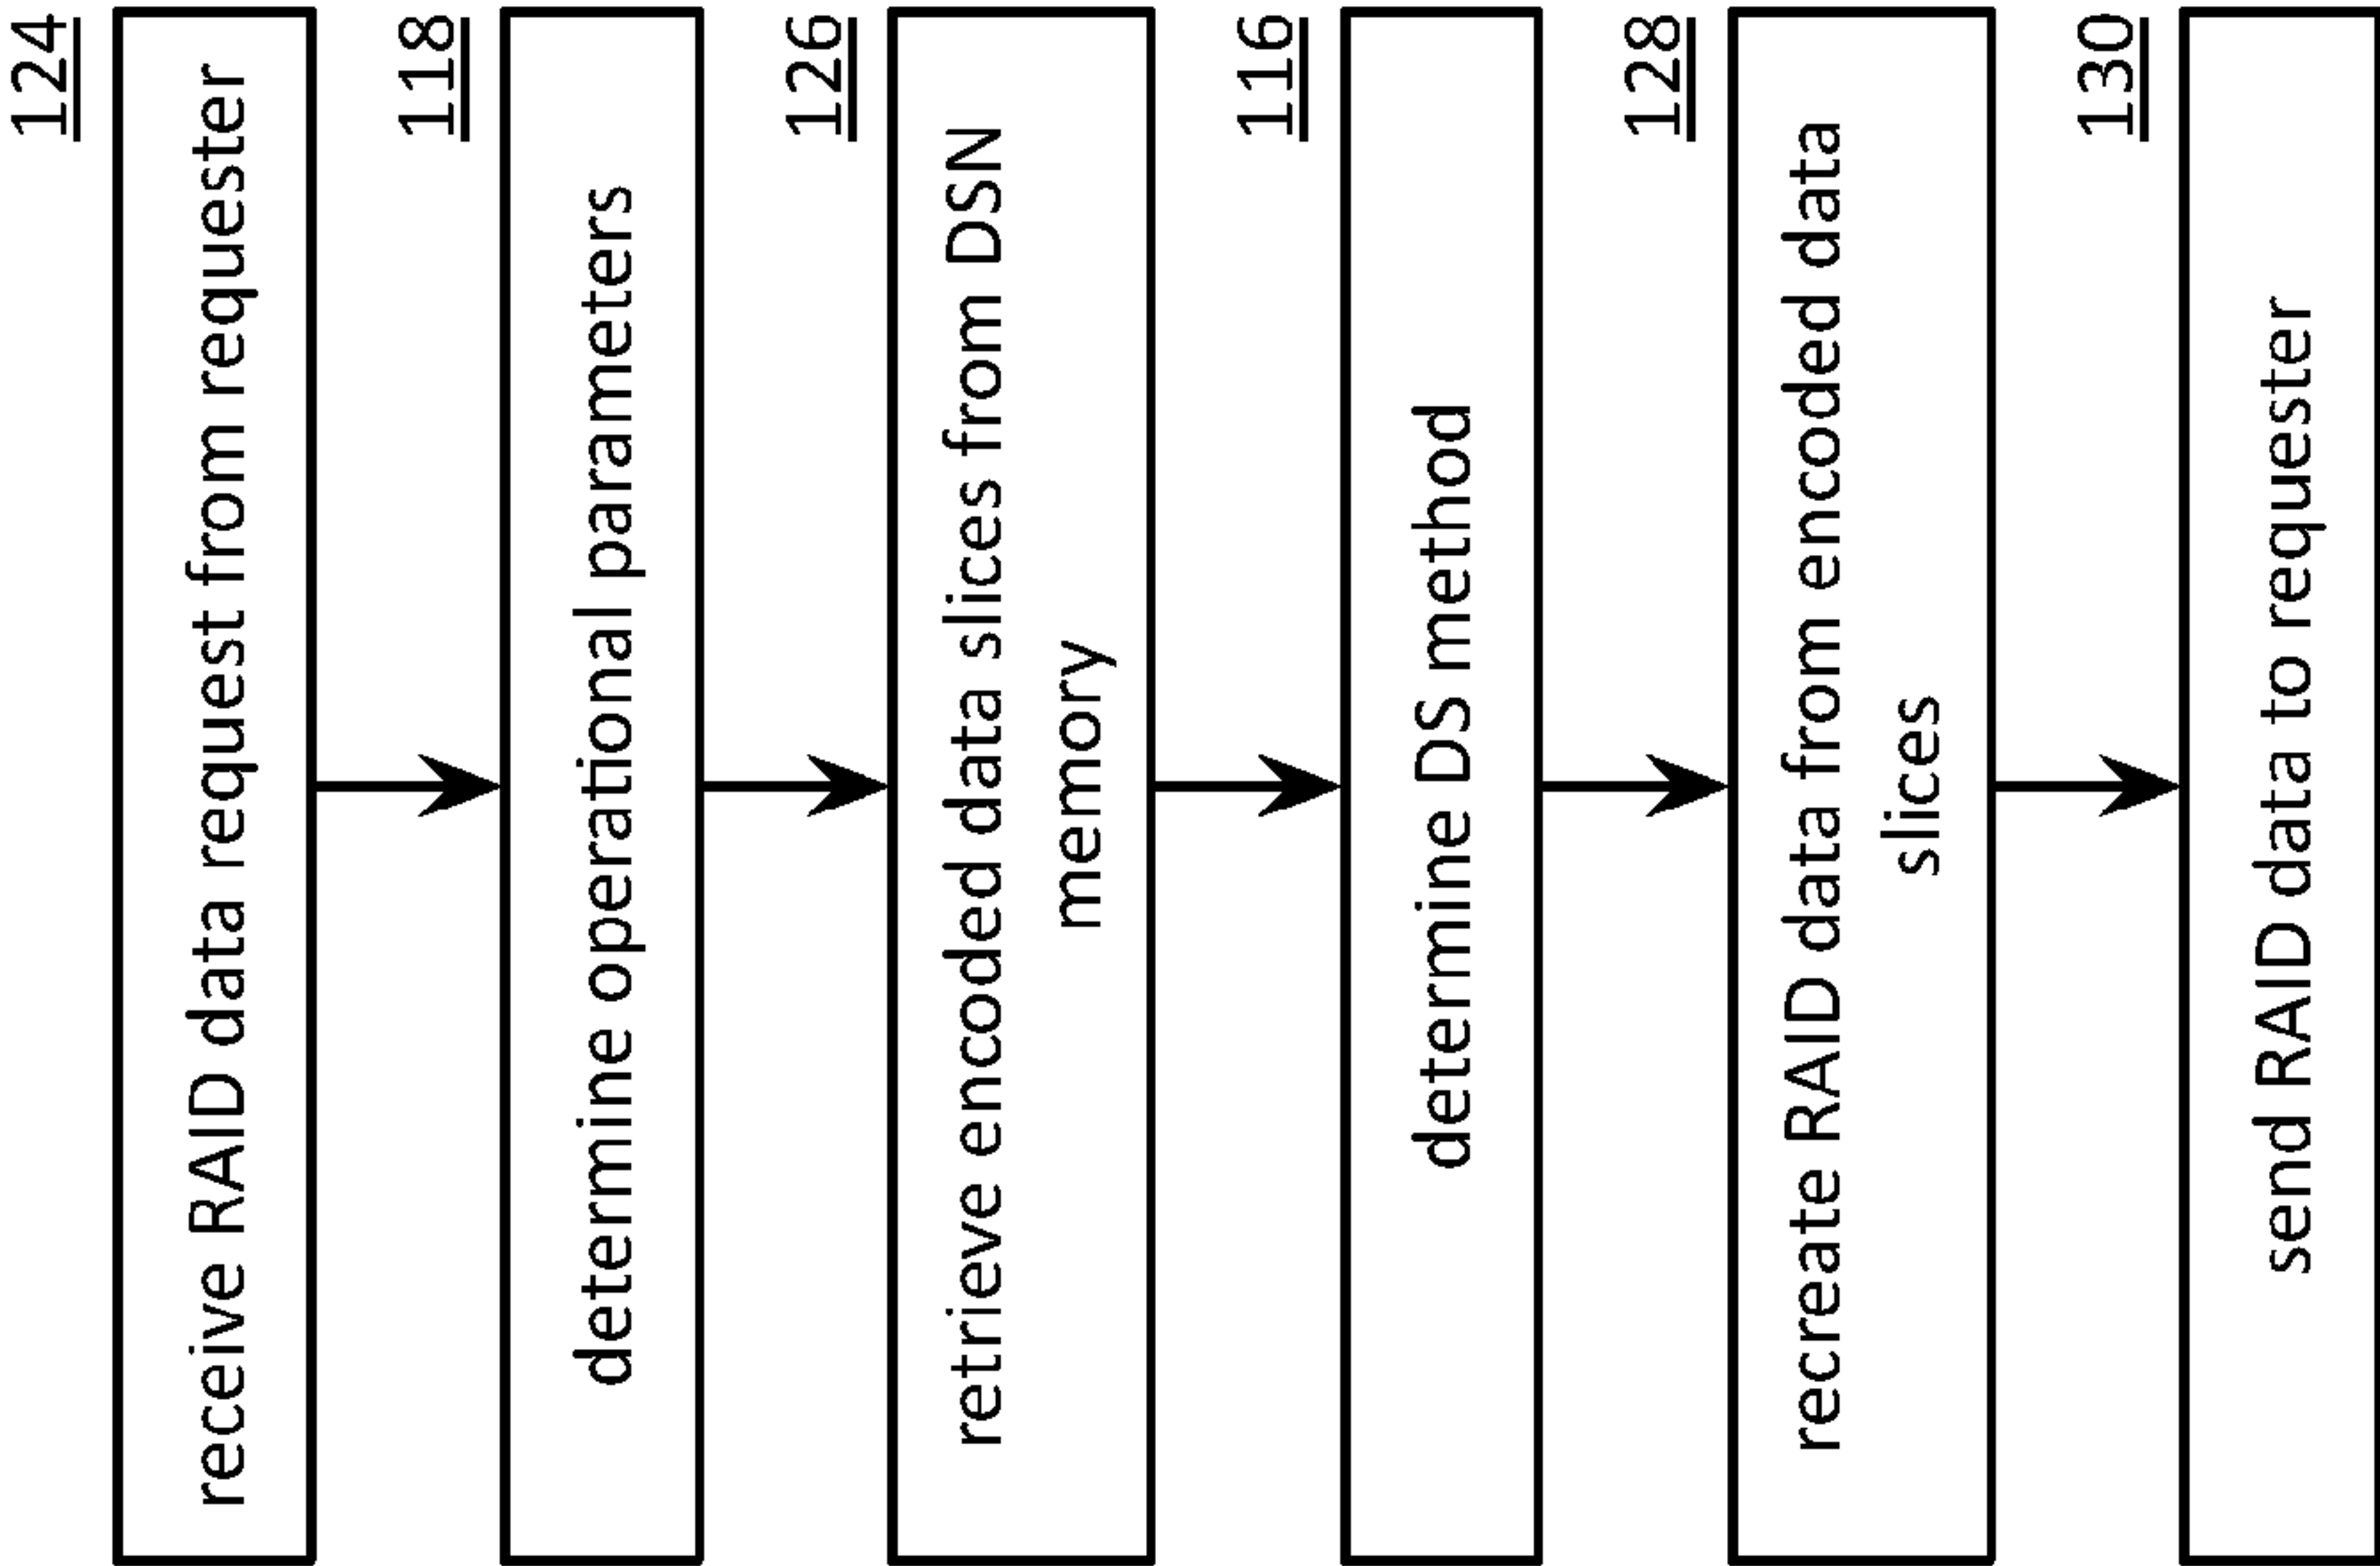 124
receive RAID data request from requester
118
determine operational parameters
126
retrieve encoded data slices from DSN
memory
116
determine DS method
128
recreate RAID data from encoded data
slices
130
send RAID data to requester